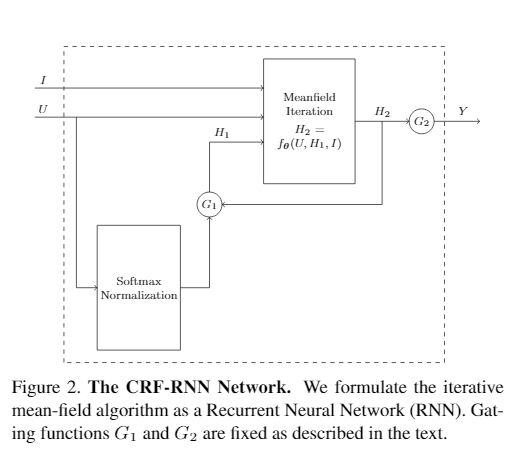 I
U
Meanfield
Iteration
H₂ =
f_θ(U, H₁, I)
H₂
G₂
Y
H₁
G₁
Softmax
Normalization
Figure 2. The CRF-RNN Network. We formulate the iterative
mean-field algorithm as a Recurrent Neural Network (RNN). Gat-
ing functions G₁ and G₂ are fixed as described in the text.